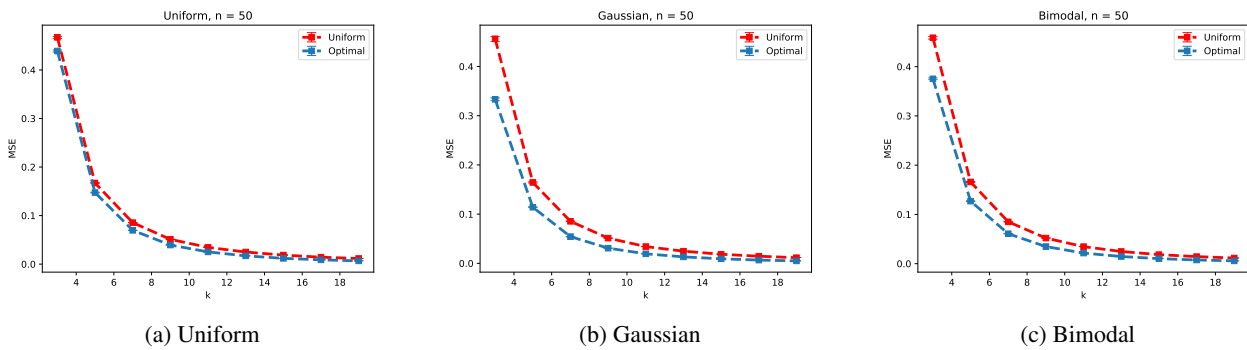 Uniform, n = 50
Uniform
Optimal
MSE
0.4
0.3
0.2
0.1
0.0
4 6 8 10 12 14 16 18
k
(a) Uniform
Gaussian, n = 50
Uniform
Optimal
MSE
0.4
0.3
0.2
0.1
0.0
4 6 8 10 12 14 16 18
k
(b) Gaussian
Bimodal, n = 50
Uniform
Optimal
MSE
0.4
0.3
0.2
0.1
0.0
4 6 8 10 12 14 16 18
k
(c) Bimodal